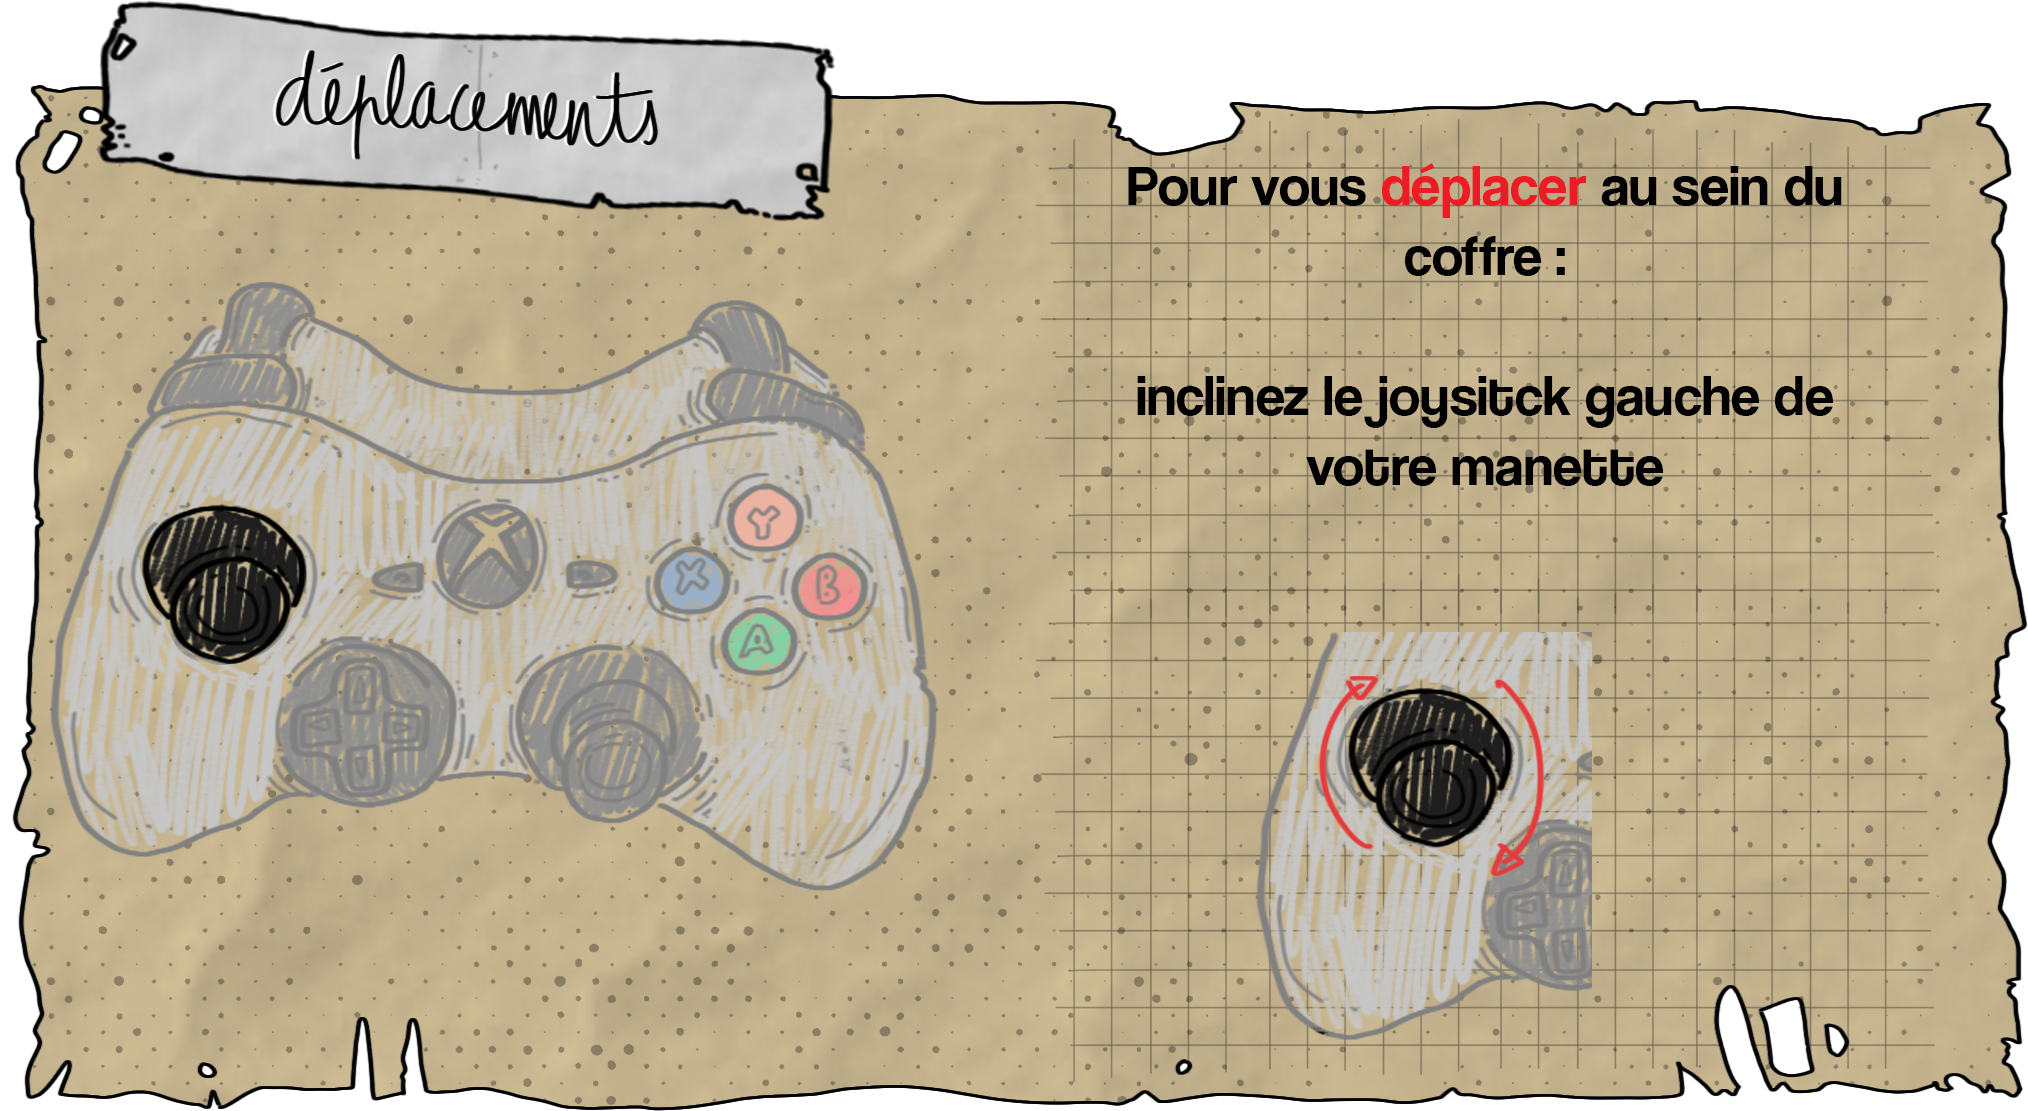 déplacements
Pour vous déplacer au sein du
coffre :
inclinez le joysitck gauche de
votre manette
Y
X
B
A